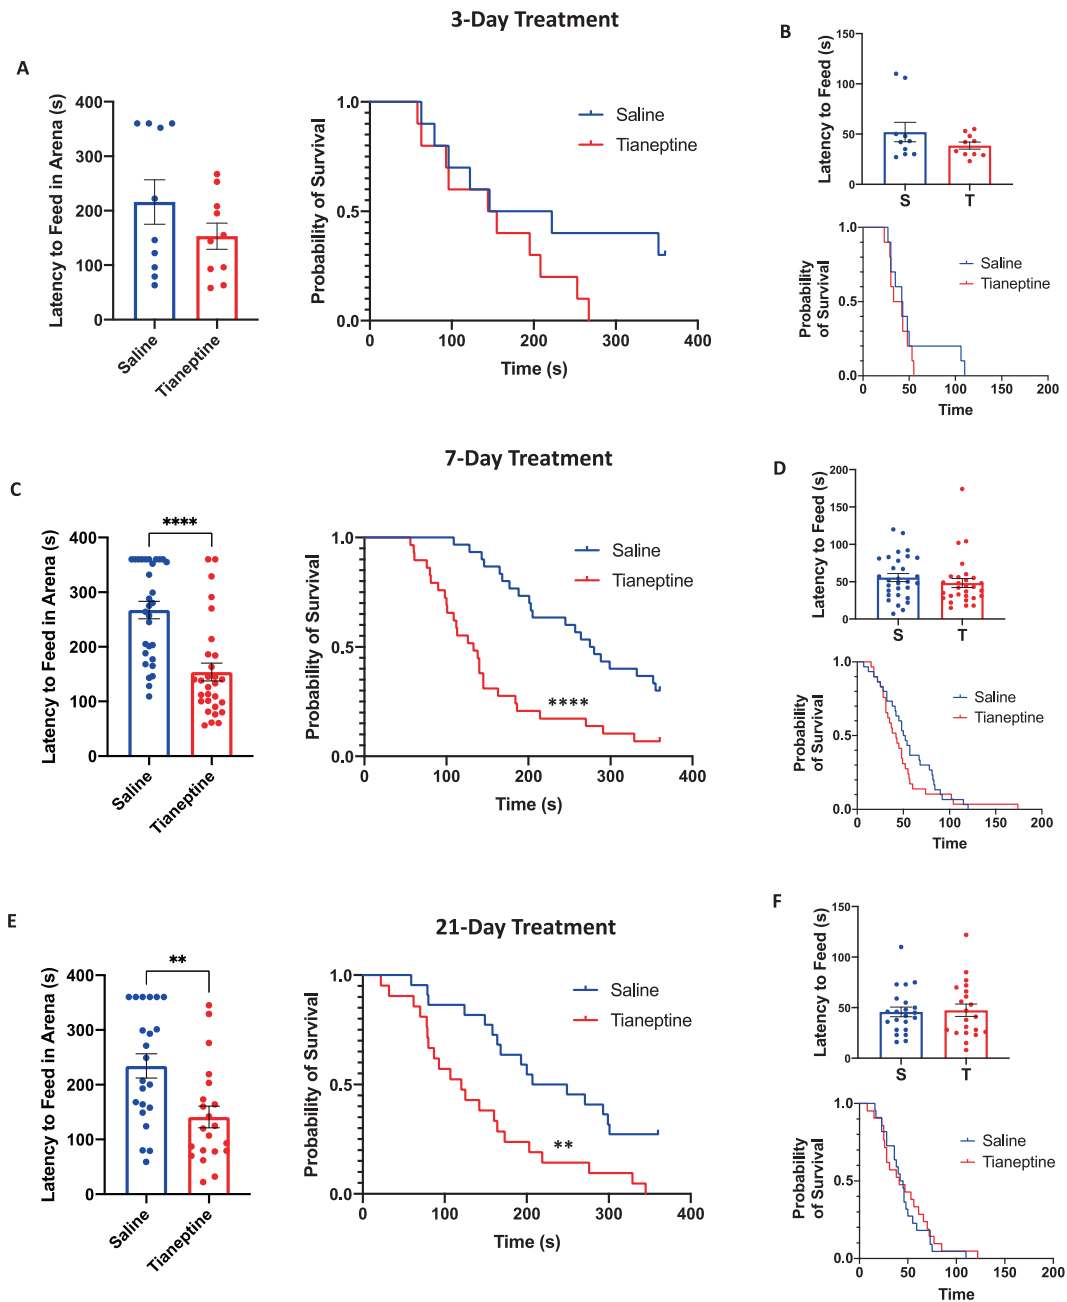 3-Day Treatment
A
Latency to Feed in Arena (s)
400
300
200
100
0
Saline
Tianeptine
Probability of Survival
1.0
0.5
0.0
0 100 200 300 400
Time (s)
Saline
Tianeptine
B
Latency to Feed (s)
150
100
50
0
S T
Probability
of Survival
1.0
0.5
0.0
0 50 100 150 200
Time
Saline
Tianeptine
7-Day Treatment
C
Latency to Feed in Arena (s)
400
300
200
100
0
****
Saline
Tianeptine
Probability of Survival
1.0
0.5
0.0
0 100 200 300 400
Time (s)
Saline
Tianeptine
****
D
Latency to Feed (s)
200
150
100
50
0
S T
Probability
of Survival
1.0
0.5
0.0
0 50 100 150 200
Time
Saline
Tianeptine
21-Day Treatment
E
Latency to Feed in Arena (s)
400
300
200
100
0
**
Saline
Tianeptine
Probability of Survival
1.0
0.5
0.0
0 100 200 300 400
Time (s)
Saline
Tianeptine
**
F
Latency to Feed (s)
150
100
50
0
S T
Probability
of Survival
1.0
0.5
0.0
0 50 100 150 200
Time
Saline
Tianeptine